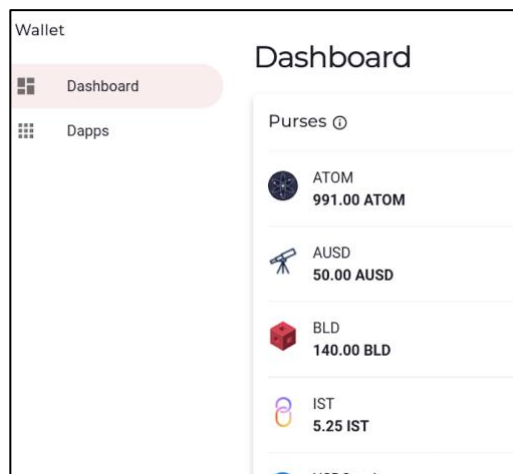 Wallet
Dashboard
Dapps
Dashboard
Purses
ATOM
991.00 ATOM
AUSD
50.00 AUSD
BLD
140.00 BLD
IST
5.25 IST